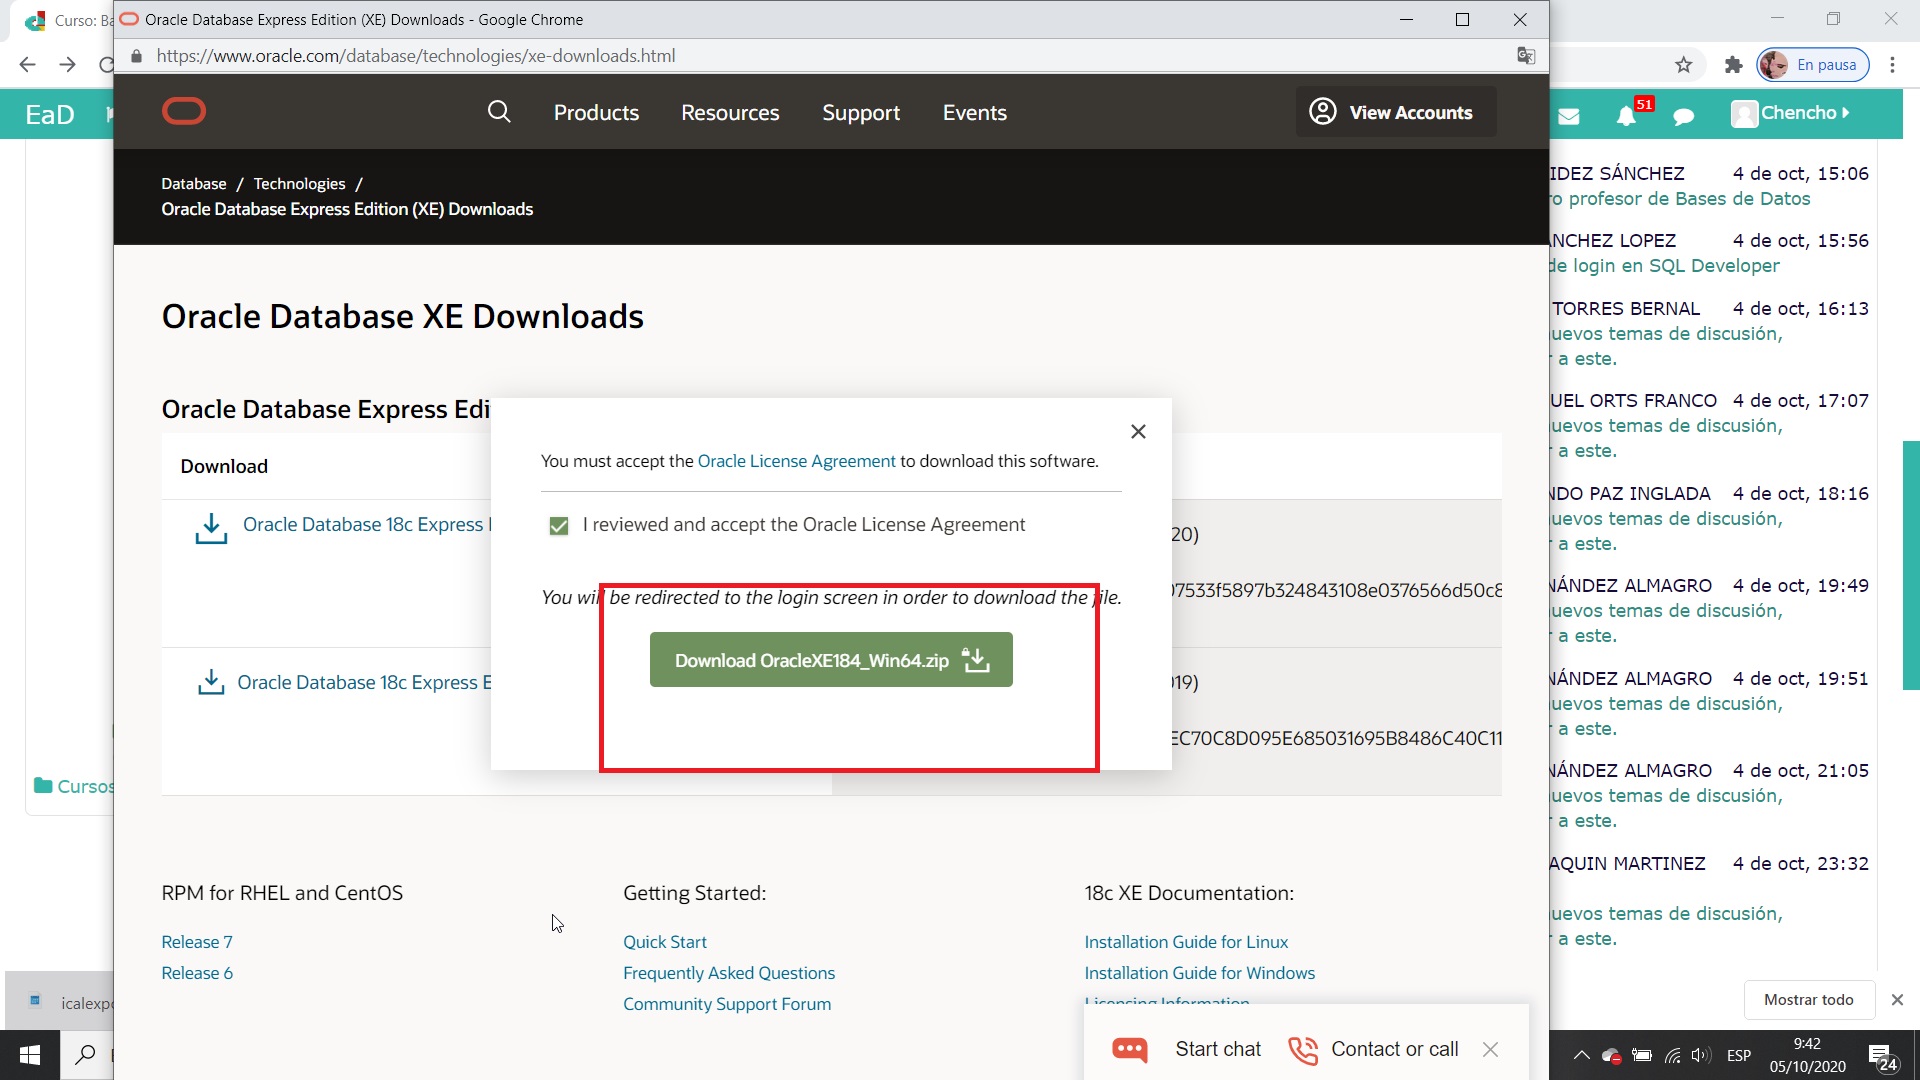 Curso: Ba
Oracle Database Express Edition (XE) Downloads - Google Chrome
https://www.oracle.com/database/technologies/xe-downloads.html
En pausa
EaD
Products
Resources
Support
Events
View Accounts
51
Chencho
Database / Technologies /
Oracle Database Express Edition (XE) Downloads
Oracle Database XE Downloads
Oracle Database Express Edi
Download
Oracle Database 18c Express
20)
07533f5897b324843108e0376566d50c8
Oracle Database 18c Express E
019)
EC70C8D095E685031695B8486C40C11
You must accept the Oracle License Agreement to download this software.
I reviewed and accept the Oracle License Agreement
You will be redirected to the login screen in order to download the file.
Download OracleXE184_Win64.zip
RPM for RHEL and CentOS
Release 7
Release 6
Getting Started:
Quick Start
Frequently Asked Questions
Community Support Forum
18c XE Documentation:
Installation Guide for Linux
Installation Guide for Windows
Licensing Information
Start chat
Contact or call
Cursos
icalexpo
IDEZ SÁNCHEZ 4 de oct, 15:06
ro profesor de Bases de Datos
ÁNCHEZ LOPEZ 4 de oct, 15:56
de login en SQL Developer
TORRES BERNAL 4 de oct, 16:13
uevos temas de discusión,
r a este.
UEL ORTS FRANCO 4 de oct, 17:07
uevos temas de discusión,
r a este.
NDO PAZ INGLADA 4 de oct, 18:16
uevos temas de discusión,
r a este.
NÁNDEZ ALMAGRO 4 de oct, 19:49
uevos temas de discusión,
r a este.
NÁNDEZ ALMAGRO 4 de oct, 19:51
uevos temas de discusión,
r a este.
NÁNDEZ ALMAGRO 4 de oct, 21:05
uevos temas de discusión,
r a este.
AQUIN MARTINEZ 4 de oct, 23:32
uevos temas de discusión,
r a este.
Mostrar todo
ESP
9:42
05/10/2020
24